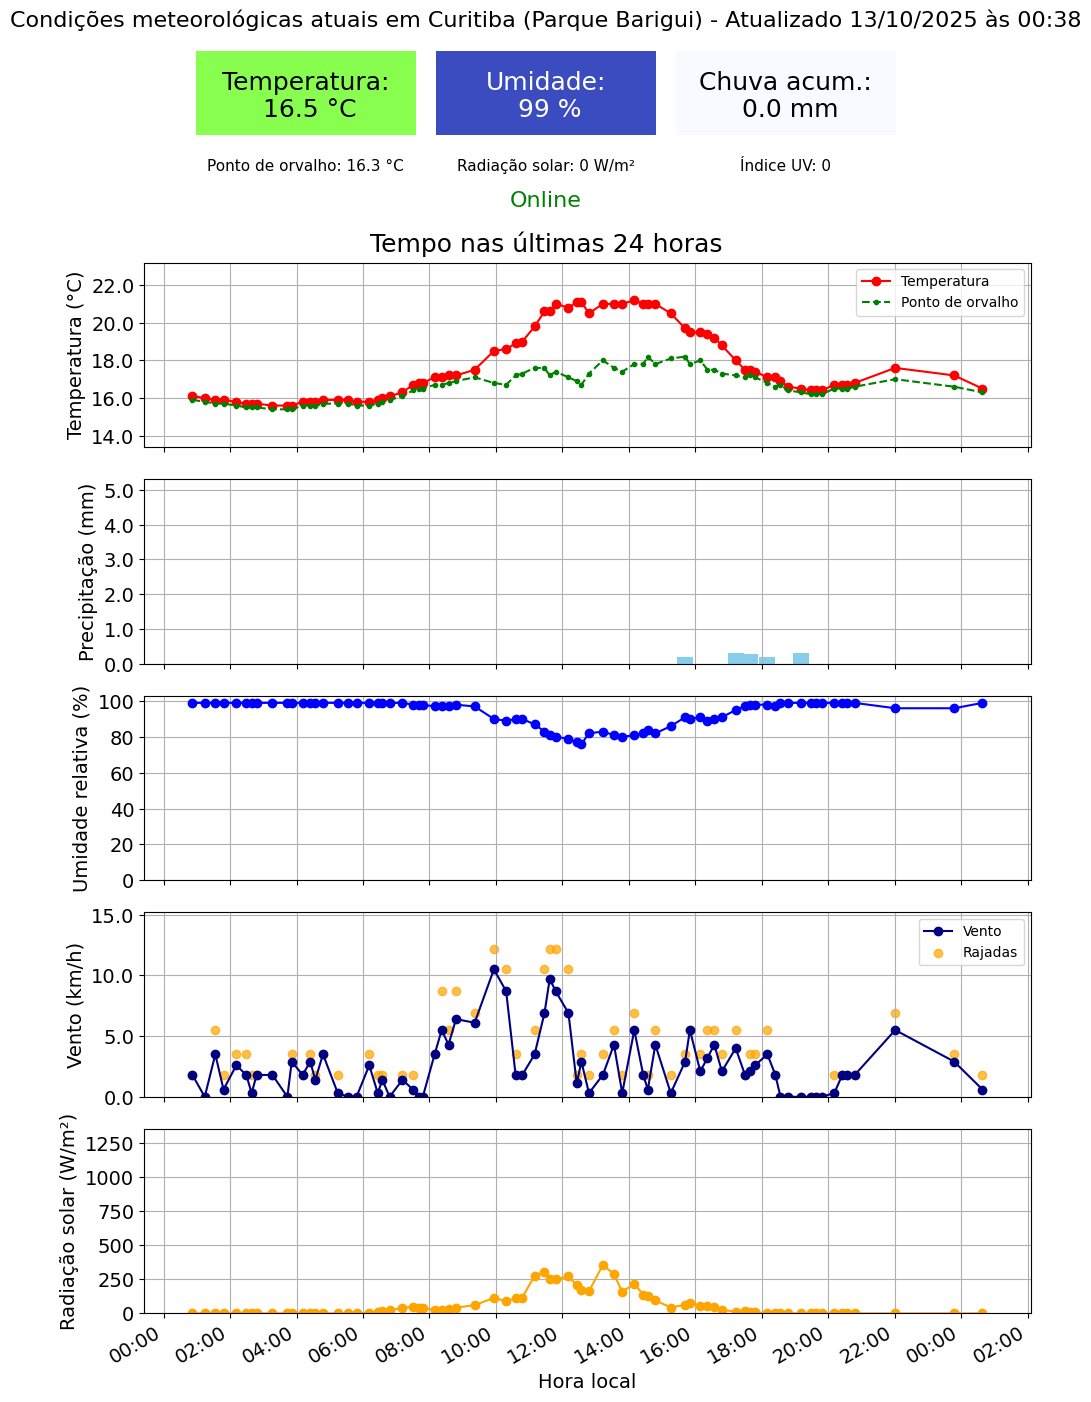 Condições meteorológicas atuais em Curitiba (Parque Barigui) - Atualizado 13/10/2025 às 00:38
Temperatura:
16.5 °C
Umidade:
99 %
Chuva acum.:
0.0 mm
Ponto de orvalho: 16.3 °C
Radiação solar: 0 W/m²
Índice UV: 0
Online
Tempo nas últimas 24 horas
Temperatura (°C)
22.0
20.0
18.0
16.0
14.0
Temperatura
Ponto de orvalho
Precipitação (mm)
5.0
4.0
3.0
2.0
1.0
0.0
Umidade relativa (%)
100
80
60
40
20
0
Vento (km/h)
15.0
10.0
5.0
0.0
Vento
Rajadas
Radiação solar (W/m²)
1250
1000
750
500
250
0
00:00
02:00
04:00
06:00
08:00
10:00
12:00
14:00
16:00
18:00
20:00
22:00
00:00
02:00
Hora local